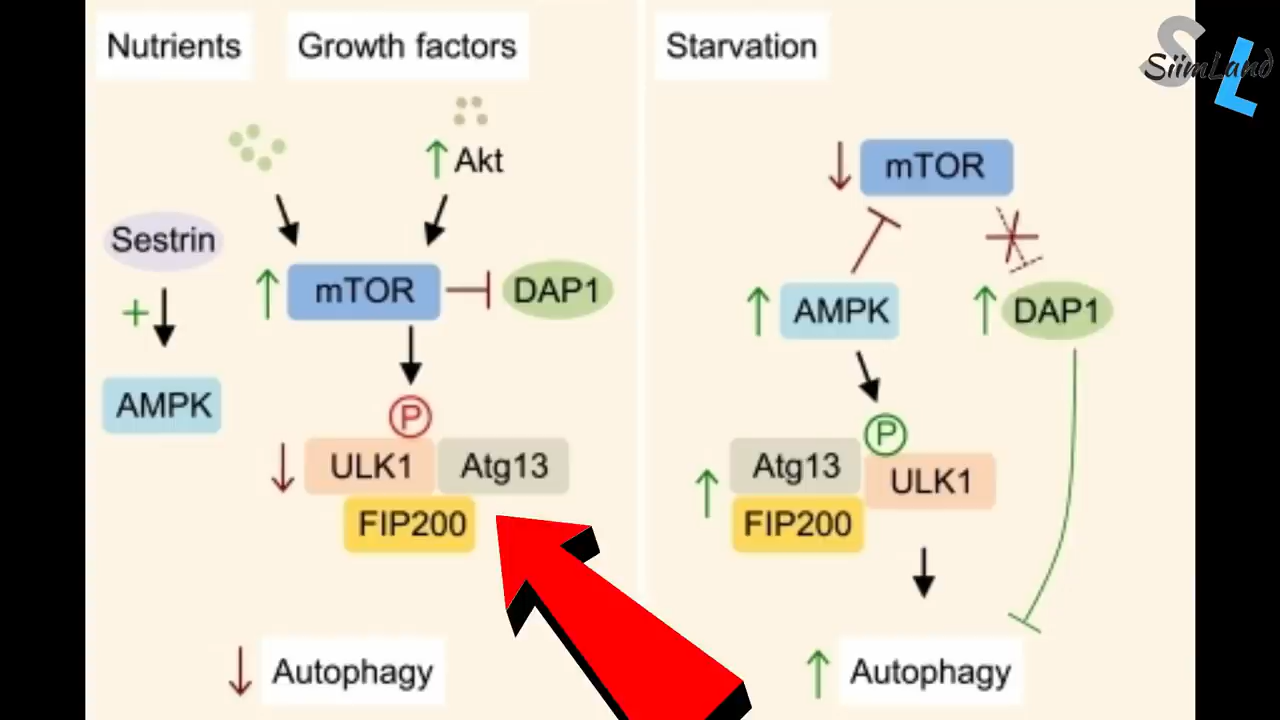 Nutrients
Growth factors
Akt
Sestrin
mTOR
DAP1
+
AMPK
P
ULK1
Atg13
FIP200
Autophagy
Starvation
mTOR
AMPK
DAP1
P
Atg13
ULK1
FIP200
Autophagy
SL
SiimLand